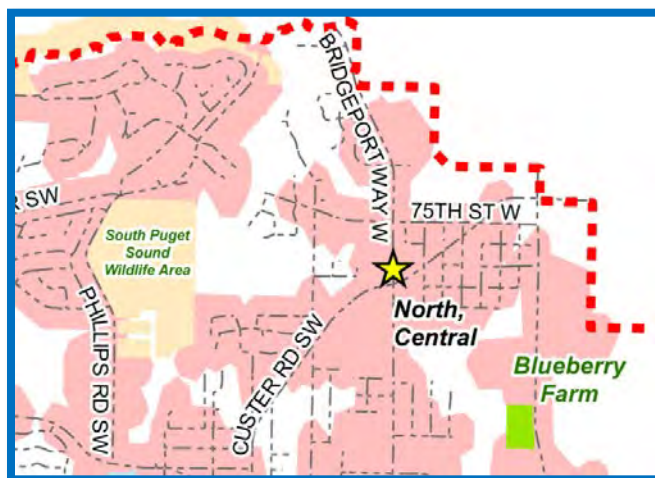 BRIDGEPORT WAY W
R SW
75TH ST W
South Puget
Sound
Wildlife Area
PHILLIPS RD SW
CUSTER RD SW
North,
Central
Blueberry
Farm